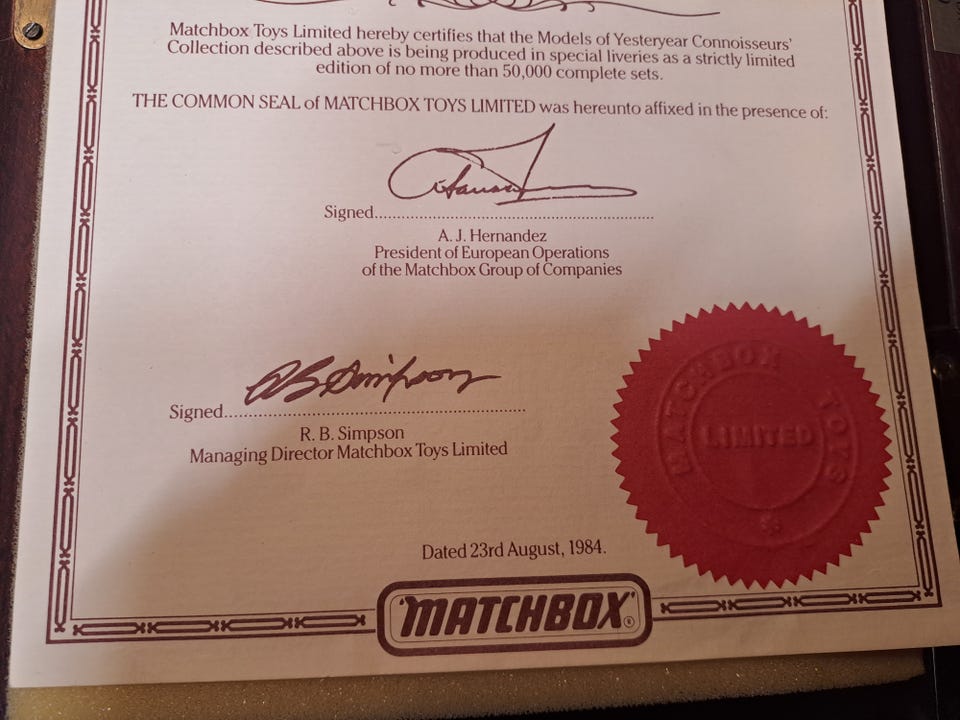 Matchbox Toys Limited hereby certifies that the Models of Yesteryear Connoisseurs'
Collection described above is being produced in special liveries as a strictly limited
edition of no more than 50,000 complete sets.
THE COMMON SEAL of MATCHBOX TOYS LIMITED was hereunto affixed in the presence of:
Signed..............................................................
A. J. Hernandez
President of European Operations
of the Matchbox Group of Companies
RB Simpson
Signed..............................................................
R. B. Simpson
Managing Director Matchbox Toys Limited
MATCHBOX TOYS
LIMITED
Dated 23rd August, 1984.
"MATCHBOX"®